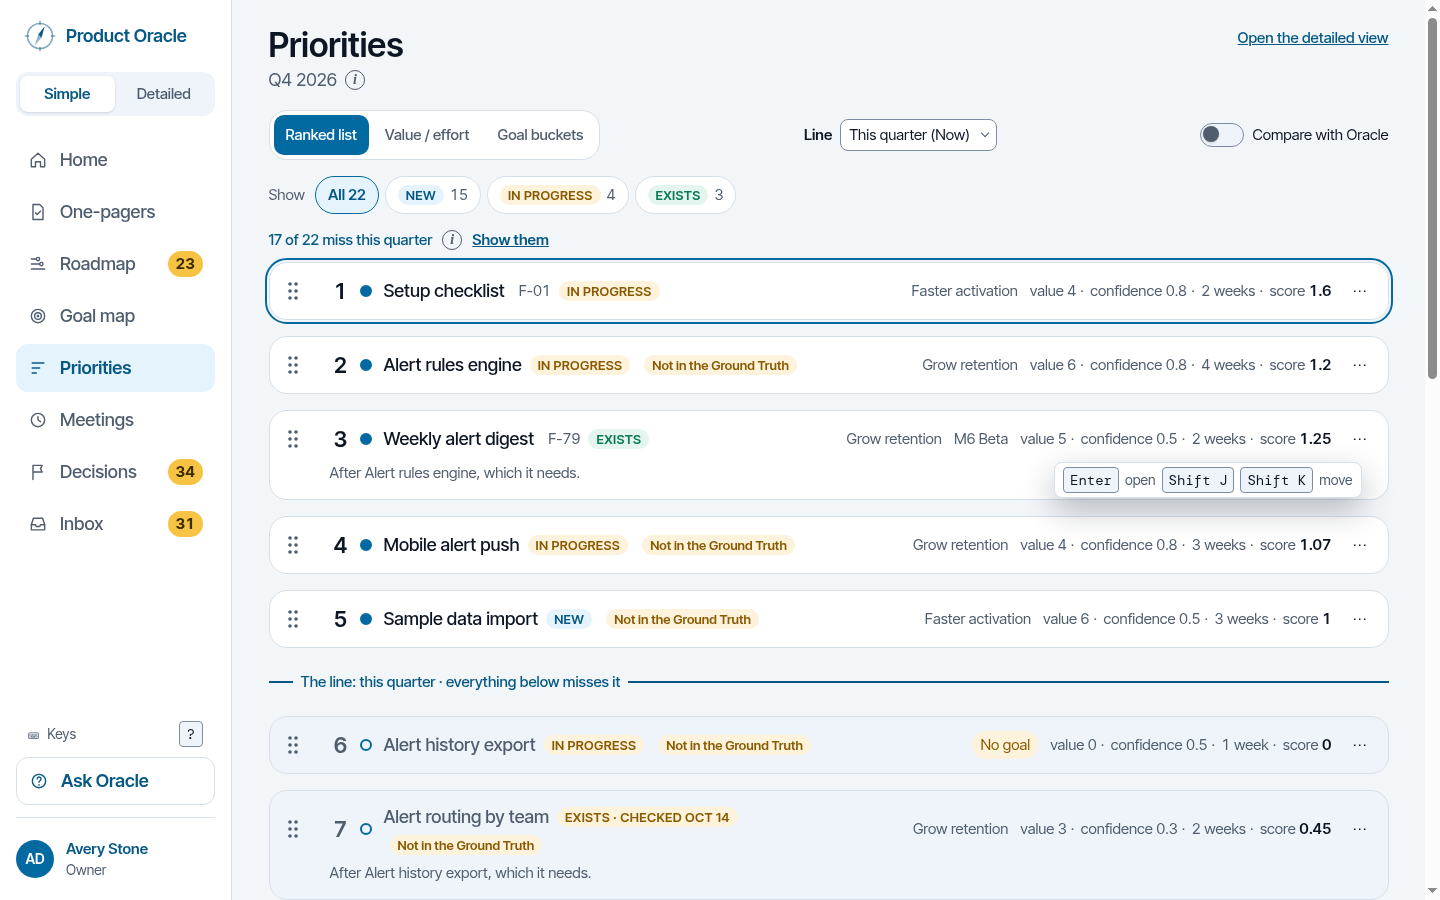 Product Oracle
Simple Detailed
Home
One-pagers
Roadmap 23
Goal map
Priorities
Meetings
Decisions 34
Inbox 31
Keys ?
Ask Oracle
AD Avery Stone
Owner
Priorities
Open the detailed view
Q4 2026 i
Ranked list Value / effort Goal buckets
Line This quarter (Now)
Compare with Oracle
Show All 22 NEW 15 IN PROGRESS 4 EXISTS 3
17 of 22 miss this quarter i Show them
1 Setup checklist F-01 IN PROGRESS Faster activation value 4 · confidence 0.8 · 2 weeks · score 1.6 ...
2 Alert rules engine IN PROGRESS Not in the Ground Truth Grow retention value 6 · confidence 0.8 · 4 weeks · score 1.2 ...
3 Weekly alert digest F-79 EXISTS Grow retention M6 Beta value 5 · confidence 0.5 · 2 weeks · score 1.25 ...
After Alert rules engine, which it needs.
Enter open Shift J Shift K move
4 Mobile alert push IN PROGRESS Not in the Ground Truth Grow retention value 4 · confidence 0.8 · 3 weeks · score 1.07 ...
5 Sample data import NEW Not in the Ground Truth Faster activation value 6 · confidence 0.5 · 3 weeks · score 1 ...
The line: this quarter · everything below misses it
6 Alert history export IN PROGRESS Not in the Ground Truth No goal value 0 · confidence 0.5 · 1 week · score 0 ...
7 Alert routing by team EXISTS · CHECKED OCT 14 Grow retention value 3 · confidence 0.3 · 2 weeks · score 0.45 ...
Not in the Ground Truth
After Alert history export, which it needs.